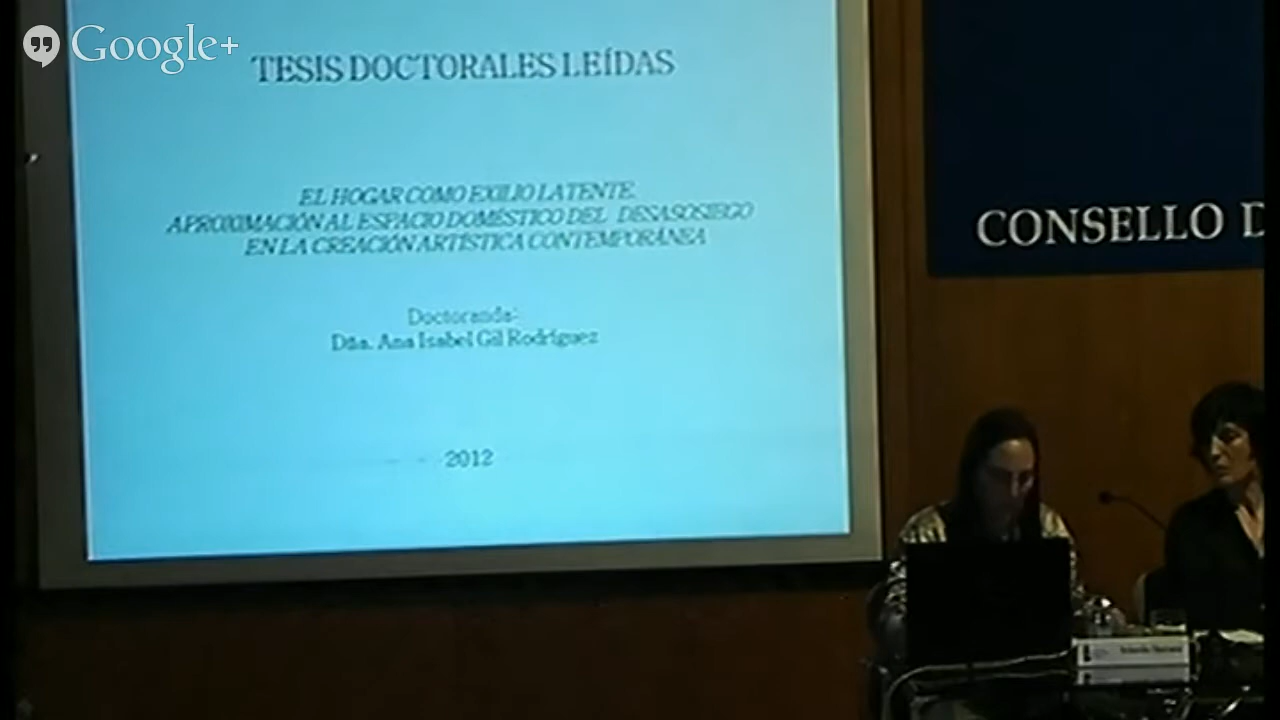 Google+
TESIS DOCTORALES LEÍDAS
EL HOGAR COMO EXILIO LATENTE.
APROXIMACIÓN AL ESPACIO DOMÉSTICO DEL DESASOSIEGO
EN LA CREACIÓN ARTÍSTICA CONTEMPORÁNEA
Doctoranda:
Dña. Ana Isabel Gil Rodríguez
2012
CONSELLO D